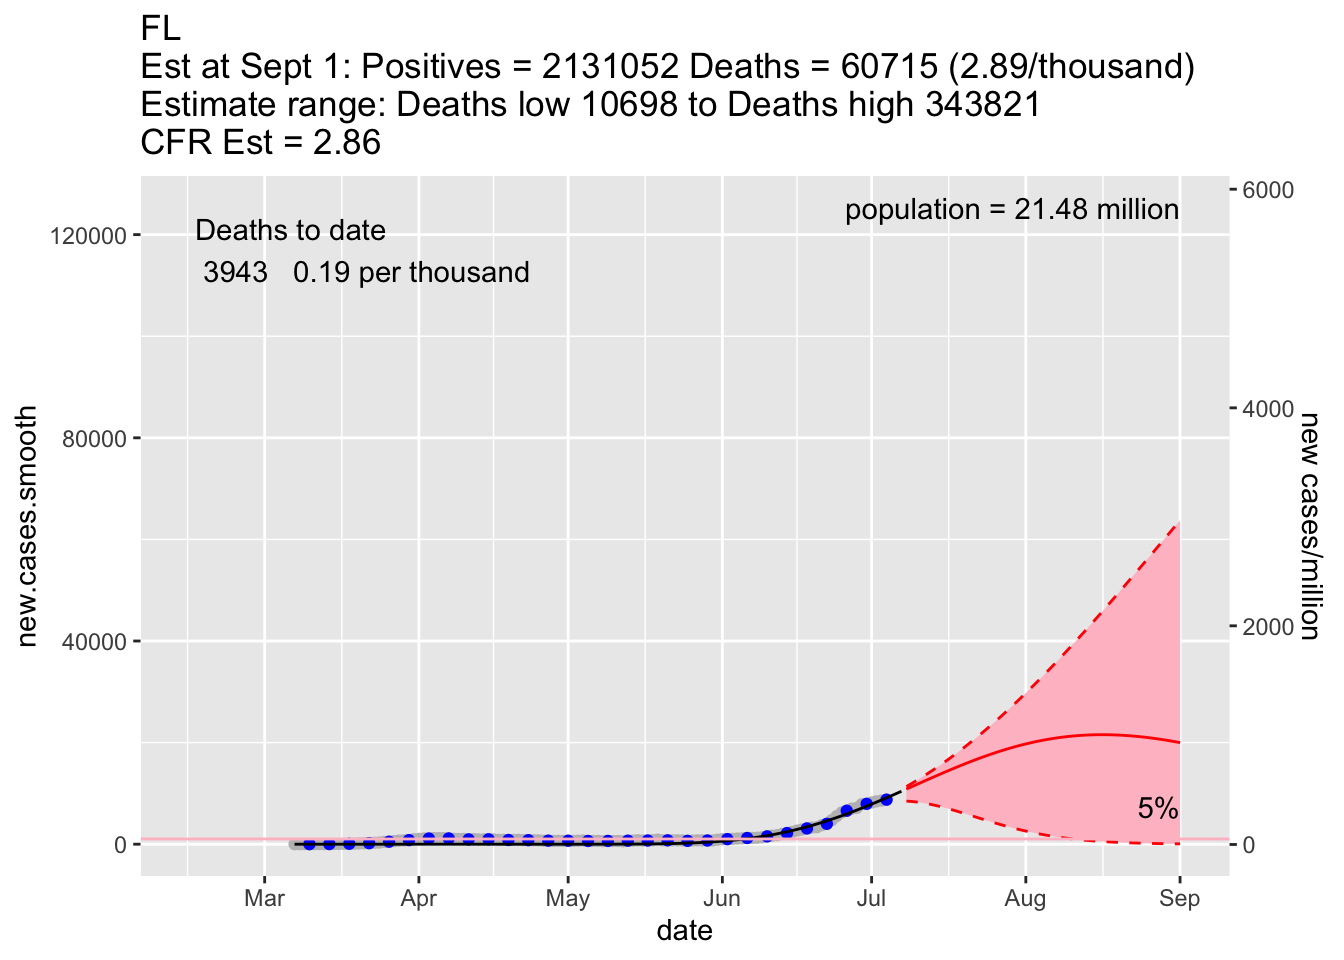 FL
Est at Sept 1: Positives = 2131052 Deaths = 60715 (2.89/thousand)
Estimate range: Deaths low 10698 to Deaths high 343821
CFR Est = 2.86
population = 21.48 million
Deaths to date
3943 0.19 per thousand
5%
new.cases.smooth
120000
80000
40000
0
6000
4000
2000
0
new cases/million
Mar Apr May Jun Jul Aug Sep
date